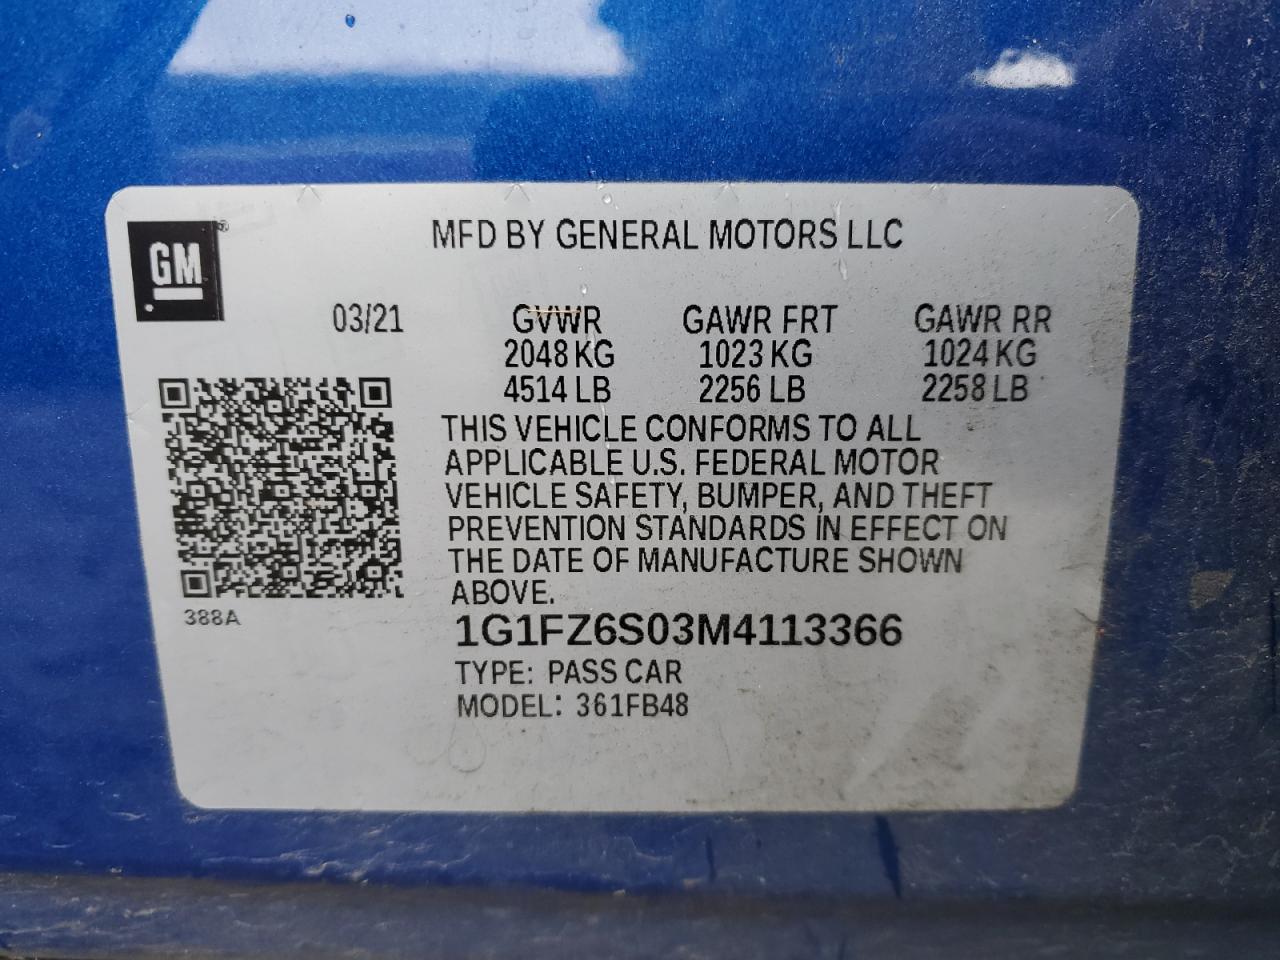 MFD BY GENERAL MOTORS LLC
GM®
03/21 GVWR GAWR FRT GAWR RR
2048 KG 1023 KG 1024 KG
4514 LB 2256 LB 2258 LB
THIS VEHICLE CONFORMS TO ALL
APPLICABLE U.S. FEDERAL MOTOR
VEHICLE SAFETY, BUMPER, AND THEFT
PREVENTION STANDARDS IN EFFECT ON
THE DATE OF MANUFACTURE SHOWN
ABOVE.
388A
1G1FZ6S03M4113366
TYPE: PASS CAR
MODEL: 361FB48